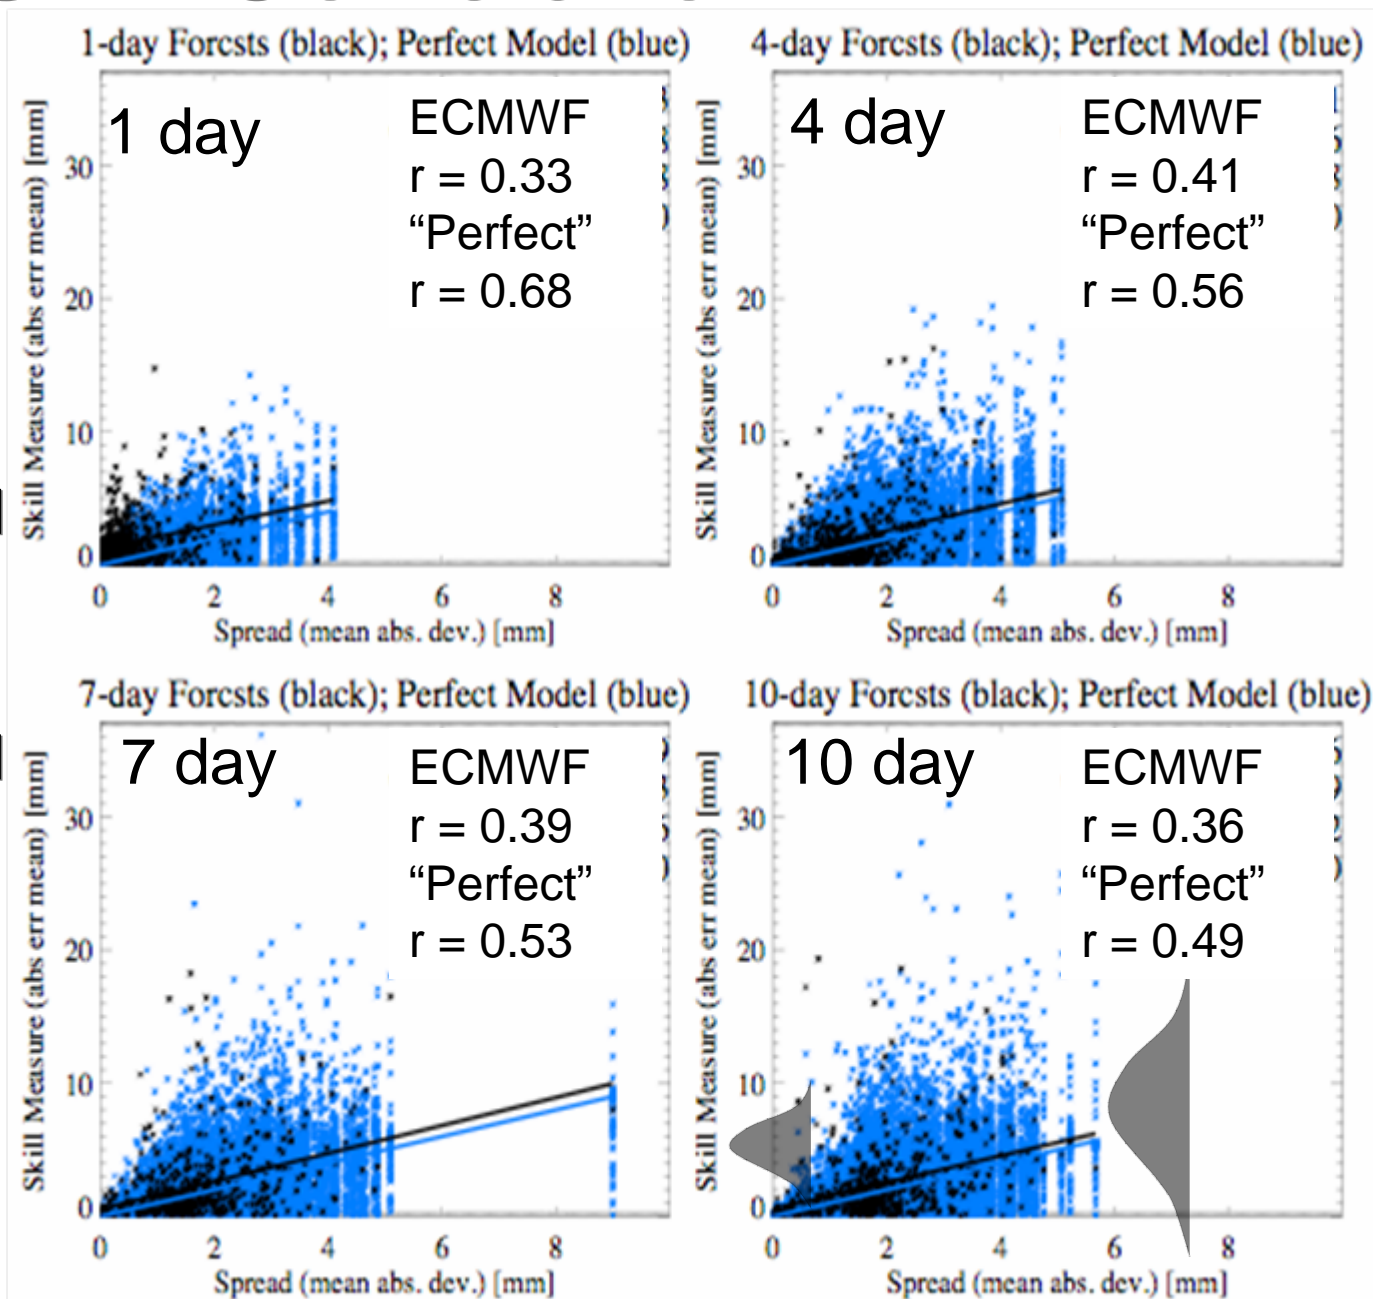 1-day Forcsts (black); Perfect Model (blue)
1 day
ECMWF
r = 0.33
“Perfect”
r = 0.68
Skill Measure (abs err mean) [mm]
30
20
10
0
0 2 4 6 8
Spread (mean abs. dev.) [mm]
4-day Forcsts (black); Perfect Model (blue)
4 day
ECMWF
r = 0.41
“Perfect”
r = 0.56
Skill Measure (abs err mean) [mm]
30
20
10
0
0 2 4 6 8
Spread (mean abs. dev.) [mm]
7-day Forcsts (black); Perfect Model (blue)
7 day
ECMWF
r = 0.39
“Perfect”
r = 0.53
Skill Measure (abs err mean) [mm]
30
20
10
0
0 2 4 6 8
Spread (mean abs. dev.) [mm]
10-day Forcsts (black); Perfect Model (blue)
10 day
ECMWF
r = 0.36
“Perfect”
r = 0.49
Skill Measure (abs err mean) [mm]
30
20
10
0
0 2 4 6 8
Spread (mean abs. dev.) [mm]